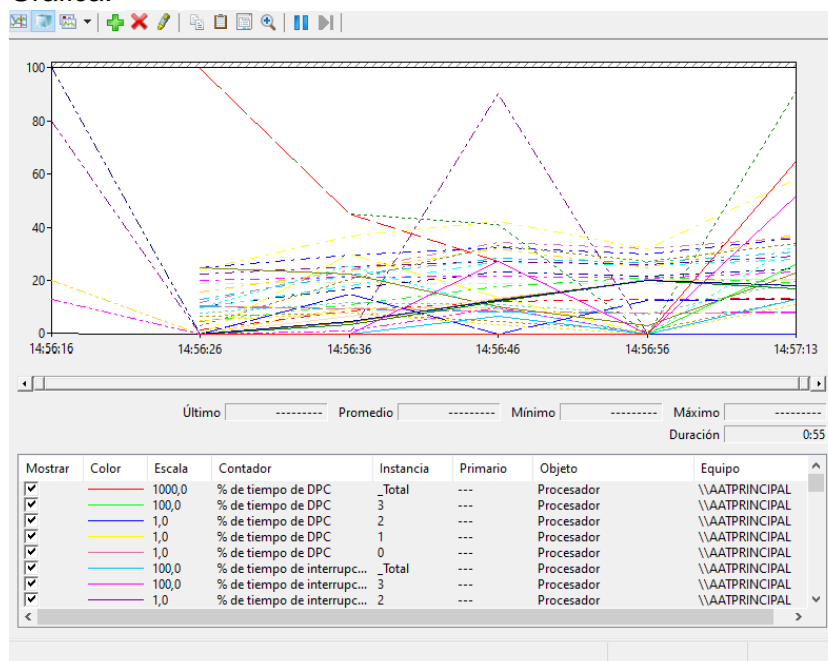 Gráfica:
100
80
60
40
20
0
14:56:16 14:56:26 14:56:36 14:56:46 14:56:56 14:57:13
Último --------- Promedio --------- Mínimo --------- Máximo ---------
Duración 0:55
Mostrar Color Escala Contador Instancia Primario Objeto Equipo
1000,0 % de tiempo de DPC _Total --- Procesador \\AATPRINCIPAL
100,0 % de tiempo de DPC 3 --- Procesador \\AATPRINCIPAL
1,0 % de tiempo de DPC 2 --- Procesador \\AATPRINCIPAL
1,0 % de tiempo de DPC 1 --- Procesador \\AATPRINCIPAL
1,0 % de tiempo de DPC 0 --- Procesador \\AATPRINCIPAL
100,0 % de tiempo de interrupc... _Total --- Procesador \\AATPRINCIPAL
100,0 % de tiempo de interrupc... 3 --- Procesador \\AATPRINCIPAL
1,0 % de tiempo de interrupc... 2 --- Procesador \\AATPRINCIPAL